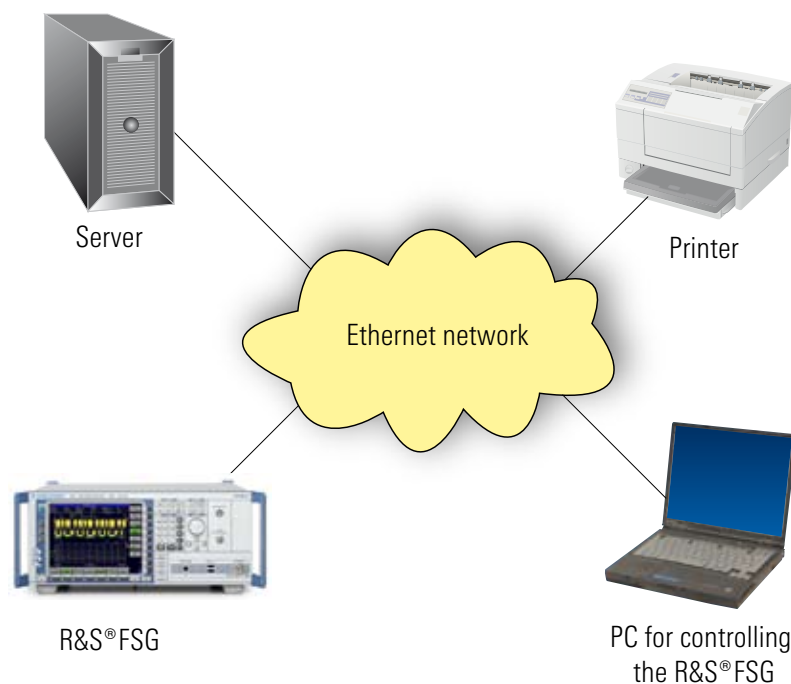 Server
Printer
Ethernet network
R&S®FSG
PC for controlling
the R&S®FSG